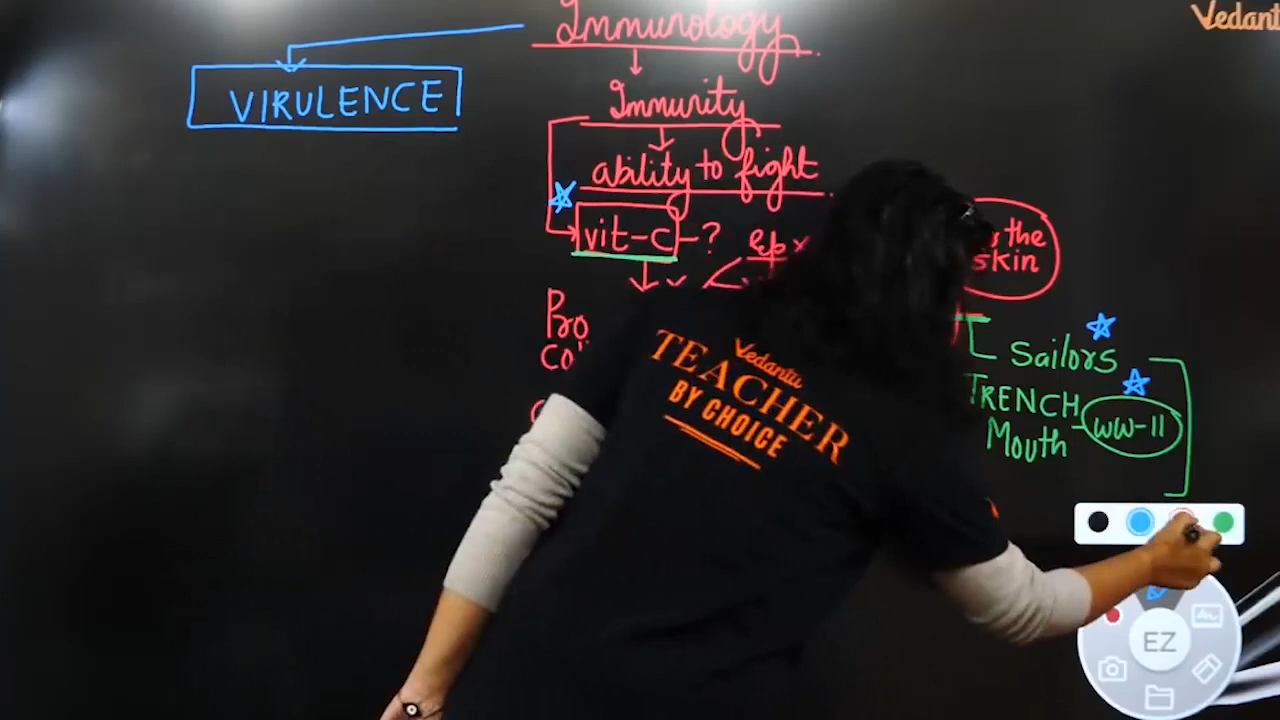 Vedant
Immunology
VIRULENCE
Immunity
ability to fight
vit-c - ?
the
skin
Sailors
TRENCH
Mouth - WW-II
Vedantu
TEACHER
BY CHOICE
EZ